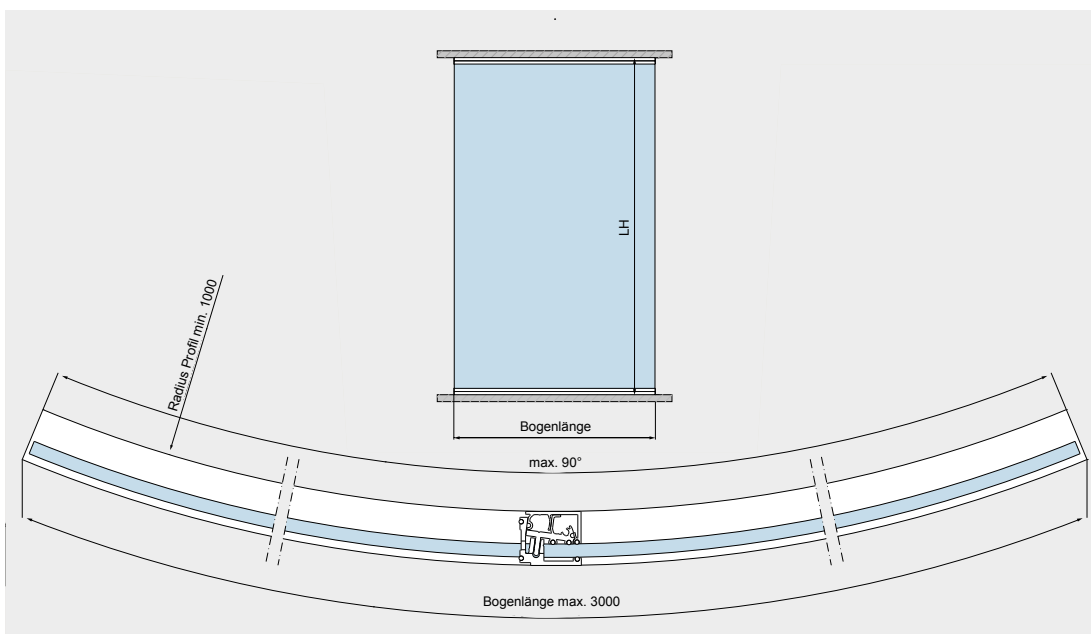 LH
Radius Profil min. 1000
Bogenlänge
max. 90°
Bogenlänge max. 3000